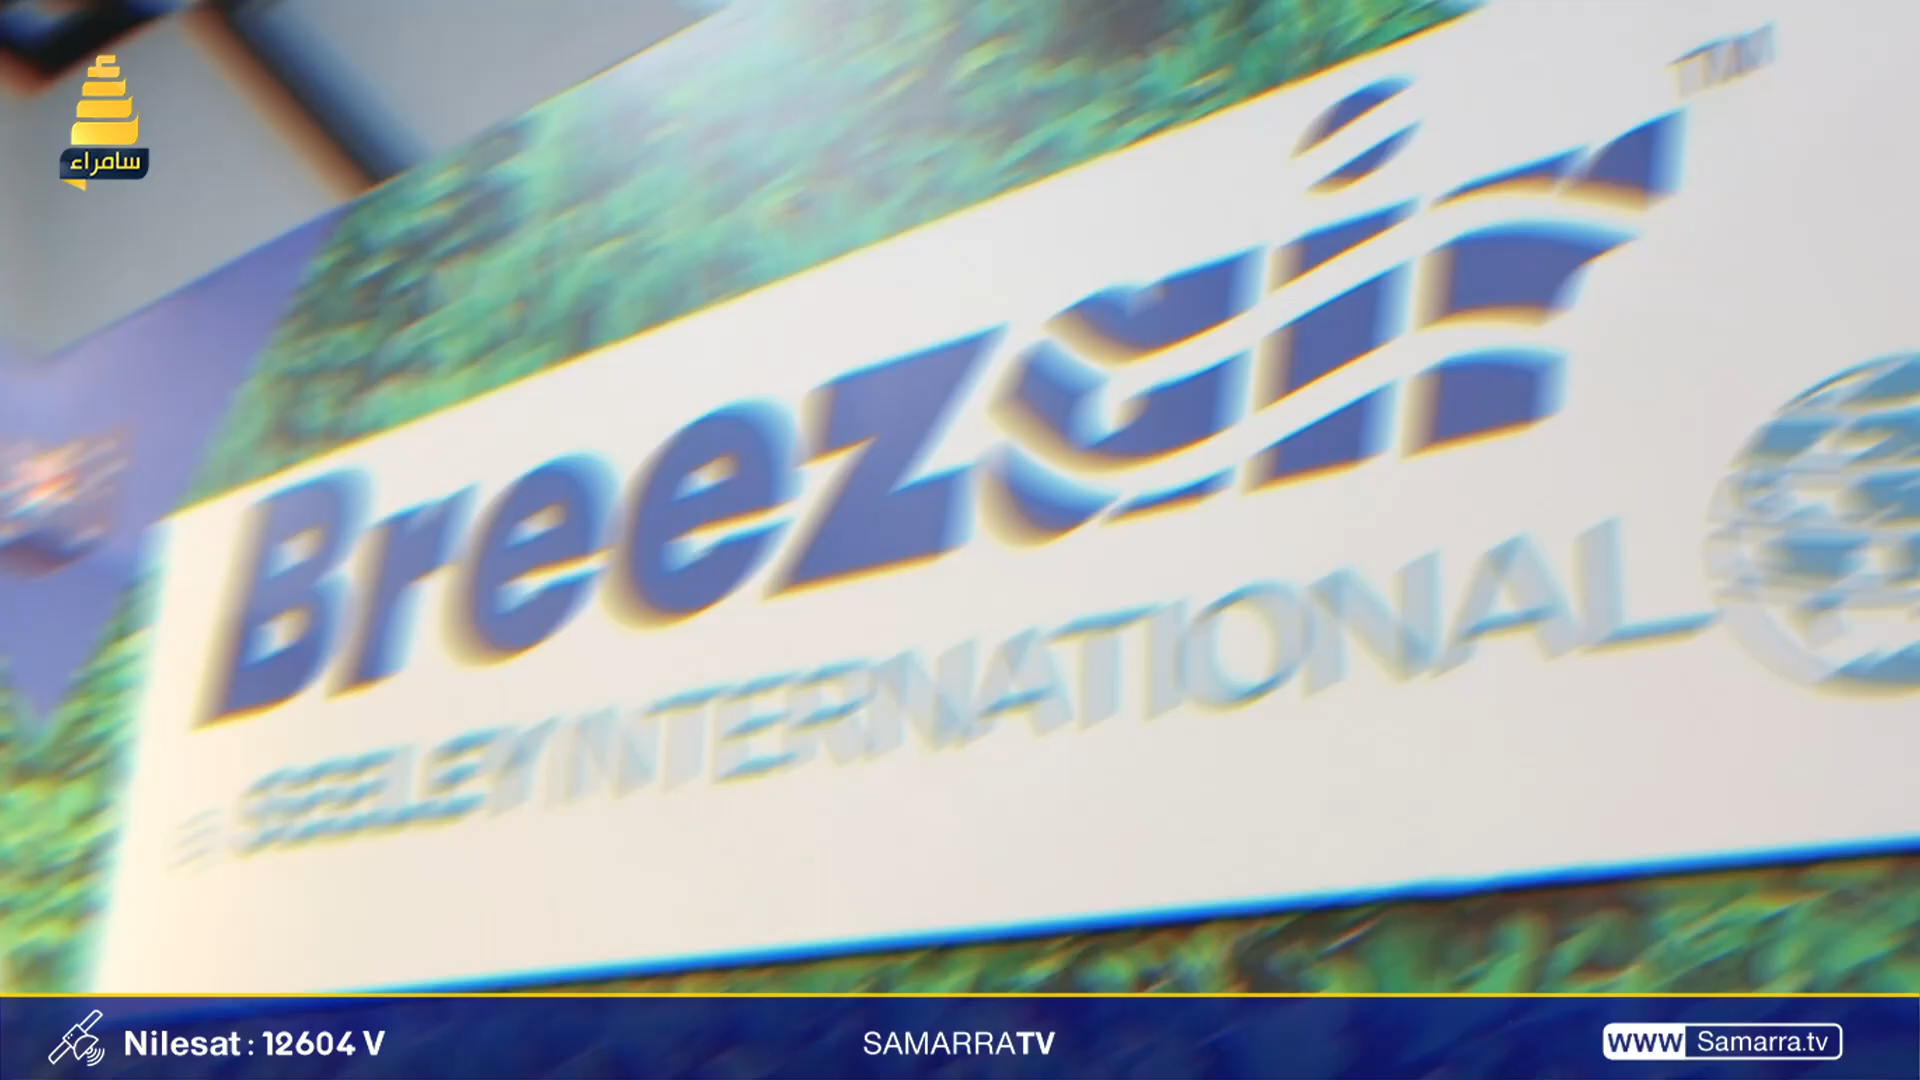 سامراء
Breezair TM
SEELEY INTERNATIONAL
Nilesat : 12604 V
SAMARRATV
www Samarra.tv